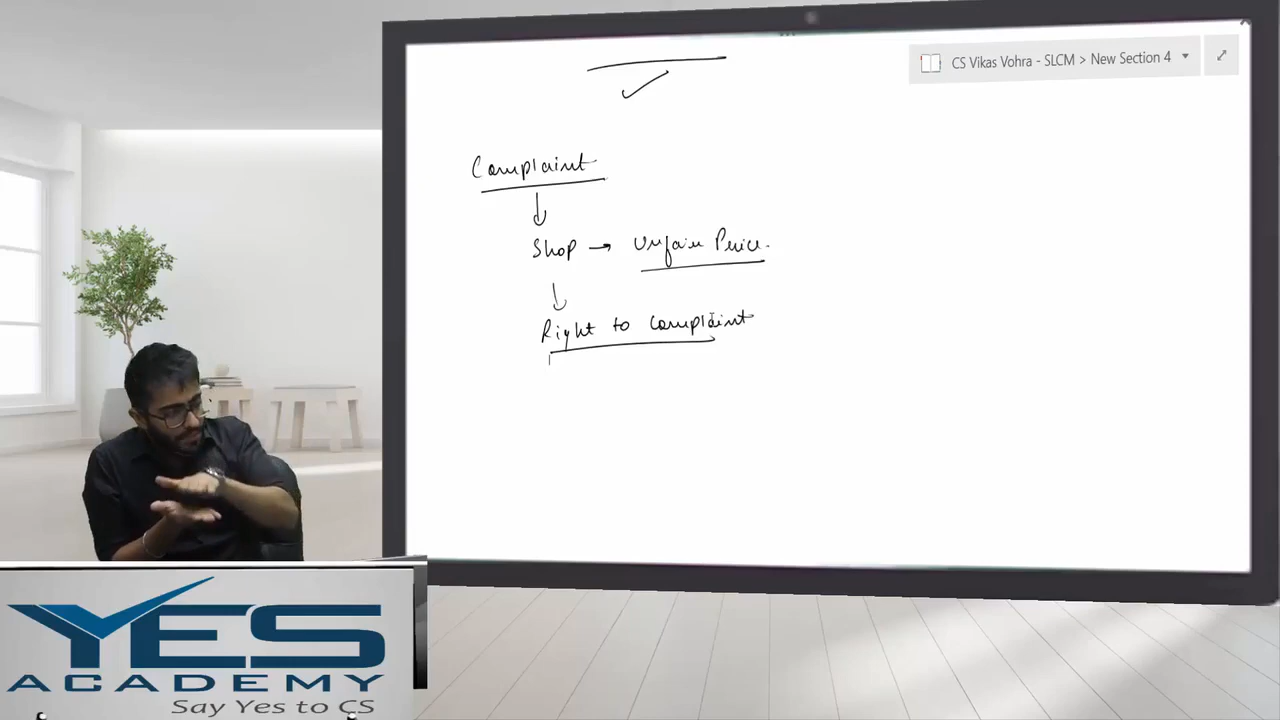 CS Vikas Vohra - SLCM > New Section 4
Complaint
Shop → Unfair Price.
Right to Complaint
YES
ACADEMY
Say Yes to CS